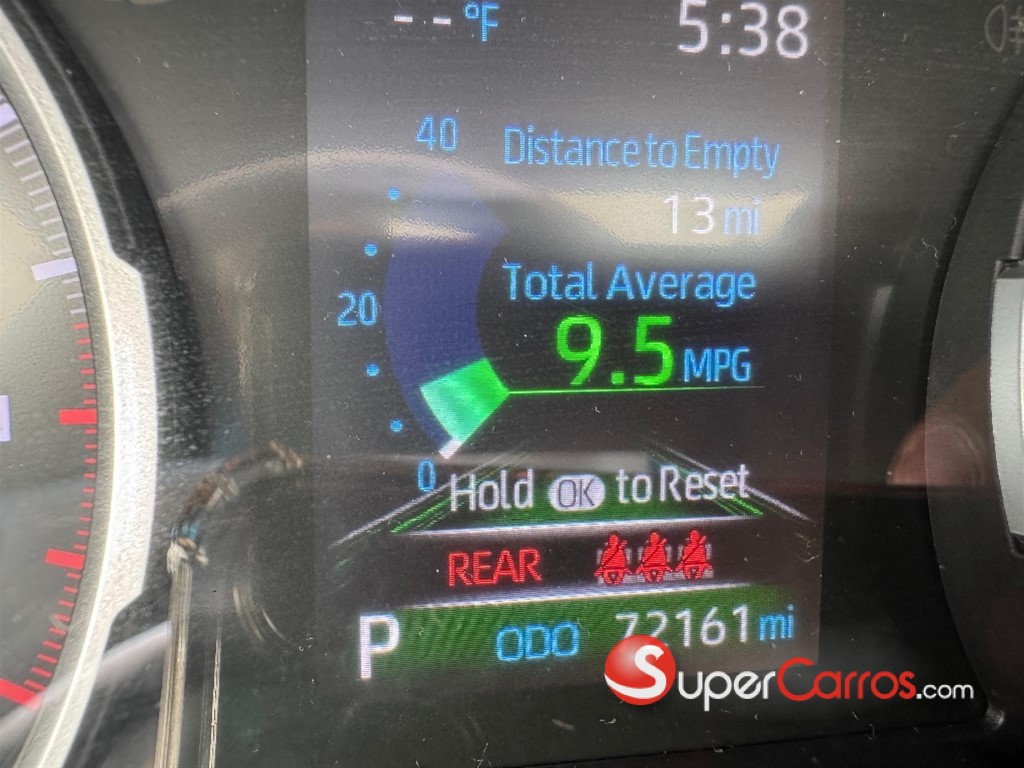 -- °F 5:38
40
Distance to Empty
13 mi
Total Average
20
9.5 MPG
0
Hold OK to Reset
REAR
P ODO 72161 mi
SuperCarros.com